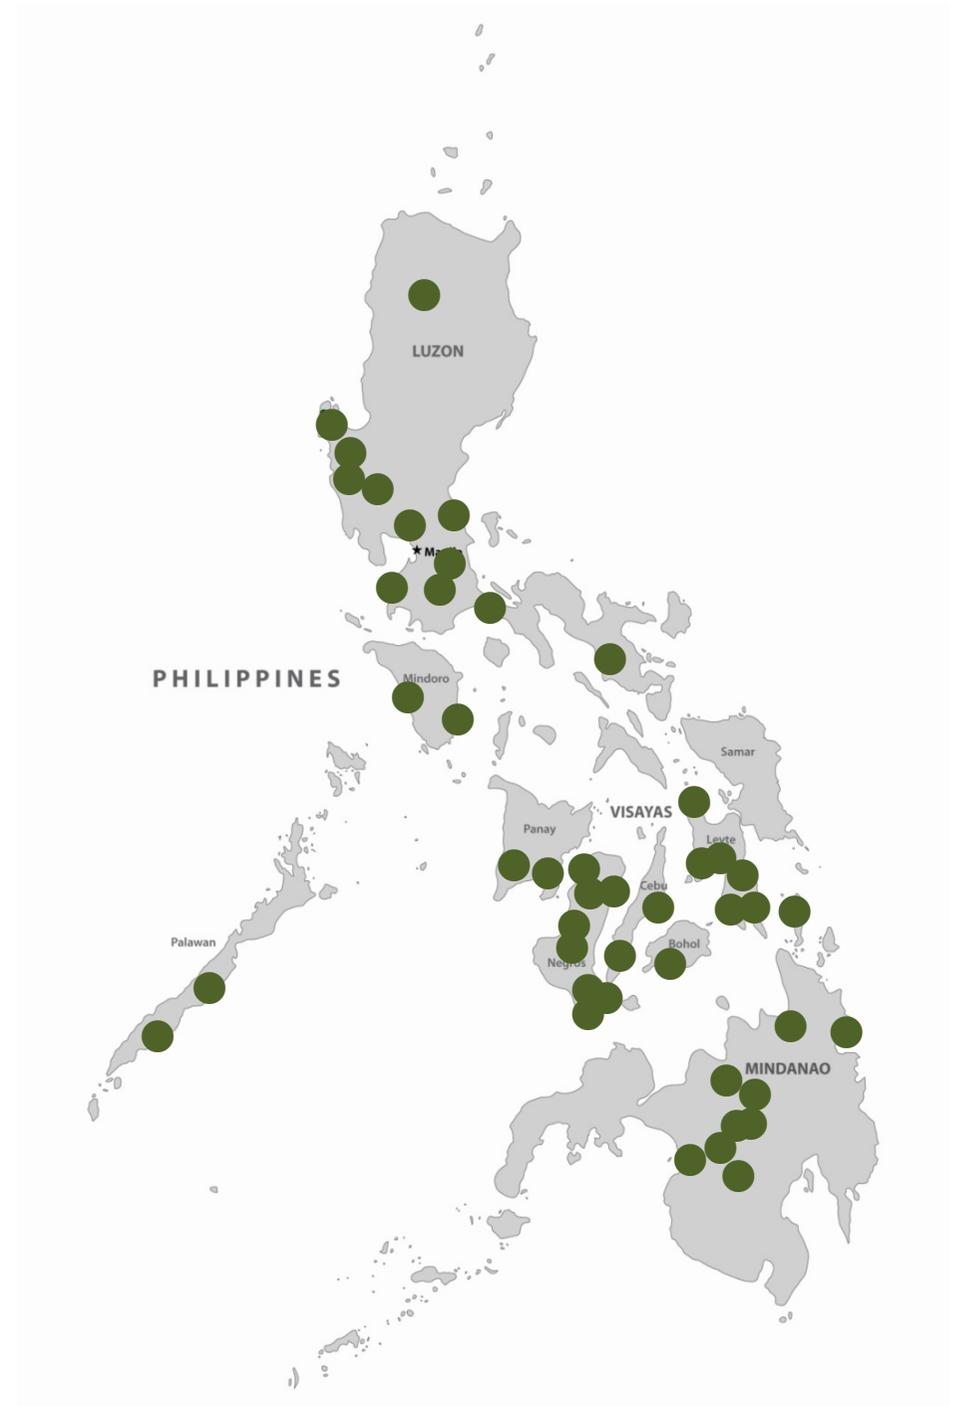 LUZON
PHILIPPINES
Mindoro
Samar
VISAYAS
Panay
Leyte
Cebu
Palawan
Bohol
Negros
MINDANAO